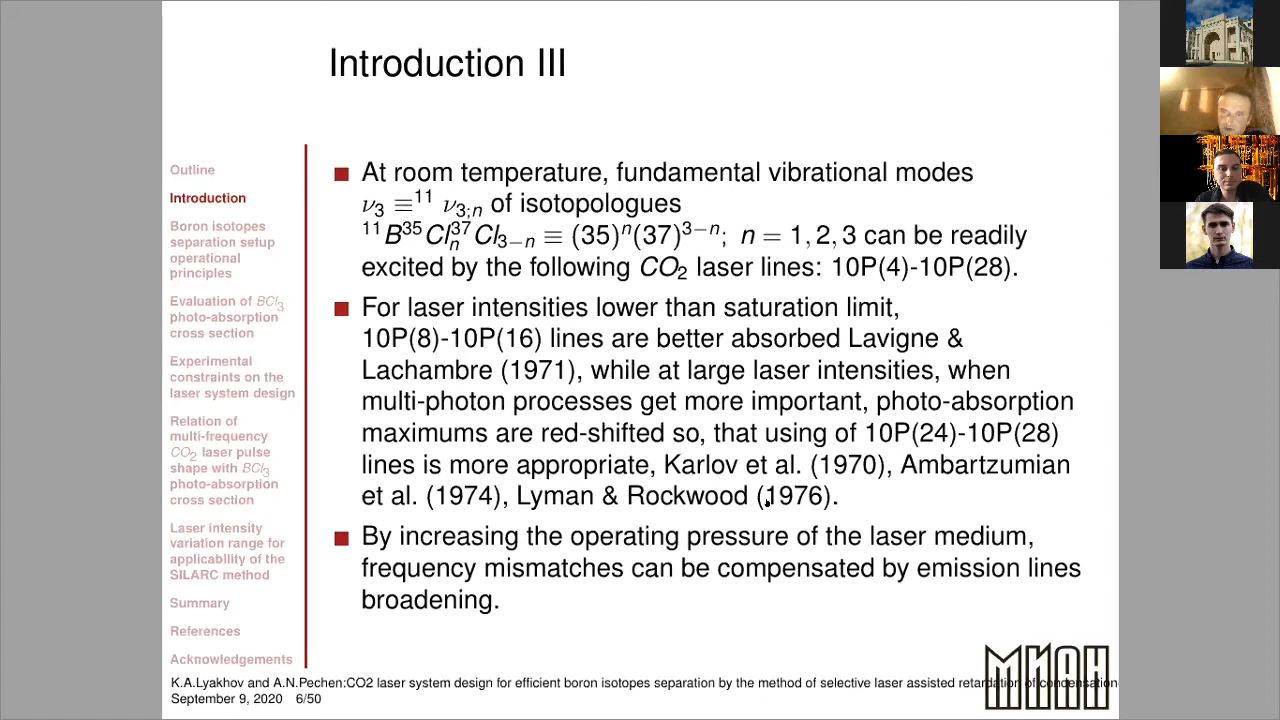 Introduction III
Outline
Introduction
Boron isotopes
separation setup
operational
principles
Evaluation of BCl3
photo-absorption
cross section
Experimental
constraints on the
laser system design
Relation of
multi-frequency
CO2 laser pulse
shape with BCl3
photo-absorption
cross section
Laser intensity
variation range for
applicability of the
SILARC method
Summary
References
Acknowledgements
At room temperature, fundamental vibrational modes
ν₃ ≡¹¹ ν₃;ₙ of isotopologues
¹¹B³⁵Clₙ³⁷Cl₃₋ₙ ≡ (35)ⁿ(37)³⁻ⁿ; n = 1, 2, 3 can be readily
excited by the following CO₂ laser lines: 10P(4)-10P(28).
For laser intensities lower than saturation limit,
10P(8)-10P(16) lines are better absorbed Lavigne &
Lachambre (1971), while at large laser intensities, when
multi-photon processes get more important, photo-absorption
maximums are red-shifted so, that using of 10P(24)-10P(28)
lines is more appropriate, Karlov et al. (1970), Ambartzumian
et al. (1974), Lyman & Rockwood (1976).
By increasing the operating pressure of the laser medium,
frequency mismatches can be compensated by emission lines
broadening.
K.A.Lyakhov and A.N.Pechen:CO2 laser system design for efficient boron isotopes separation by the method of selective laser assisted retardation of condensation
September 9, 2020 6/50
МИАН